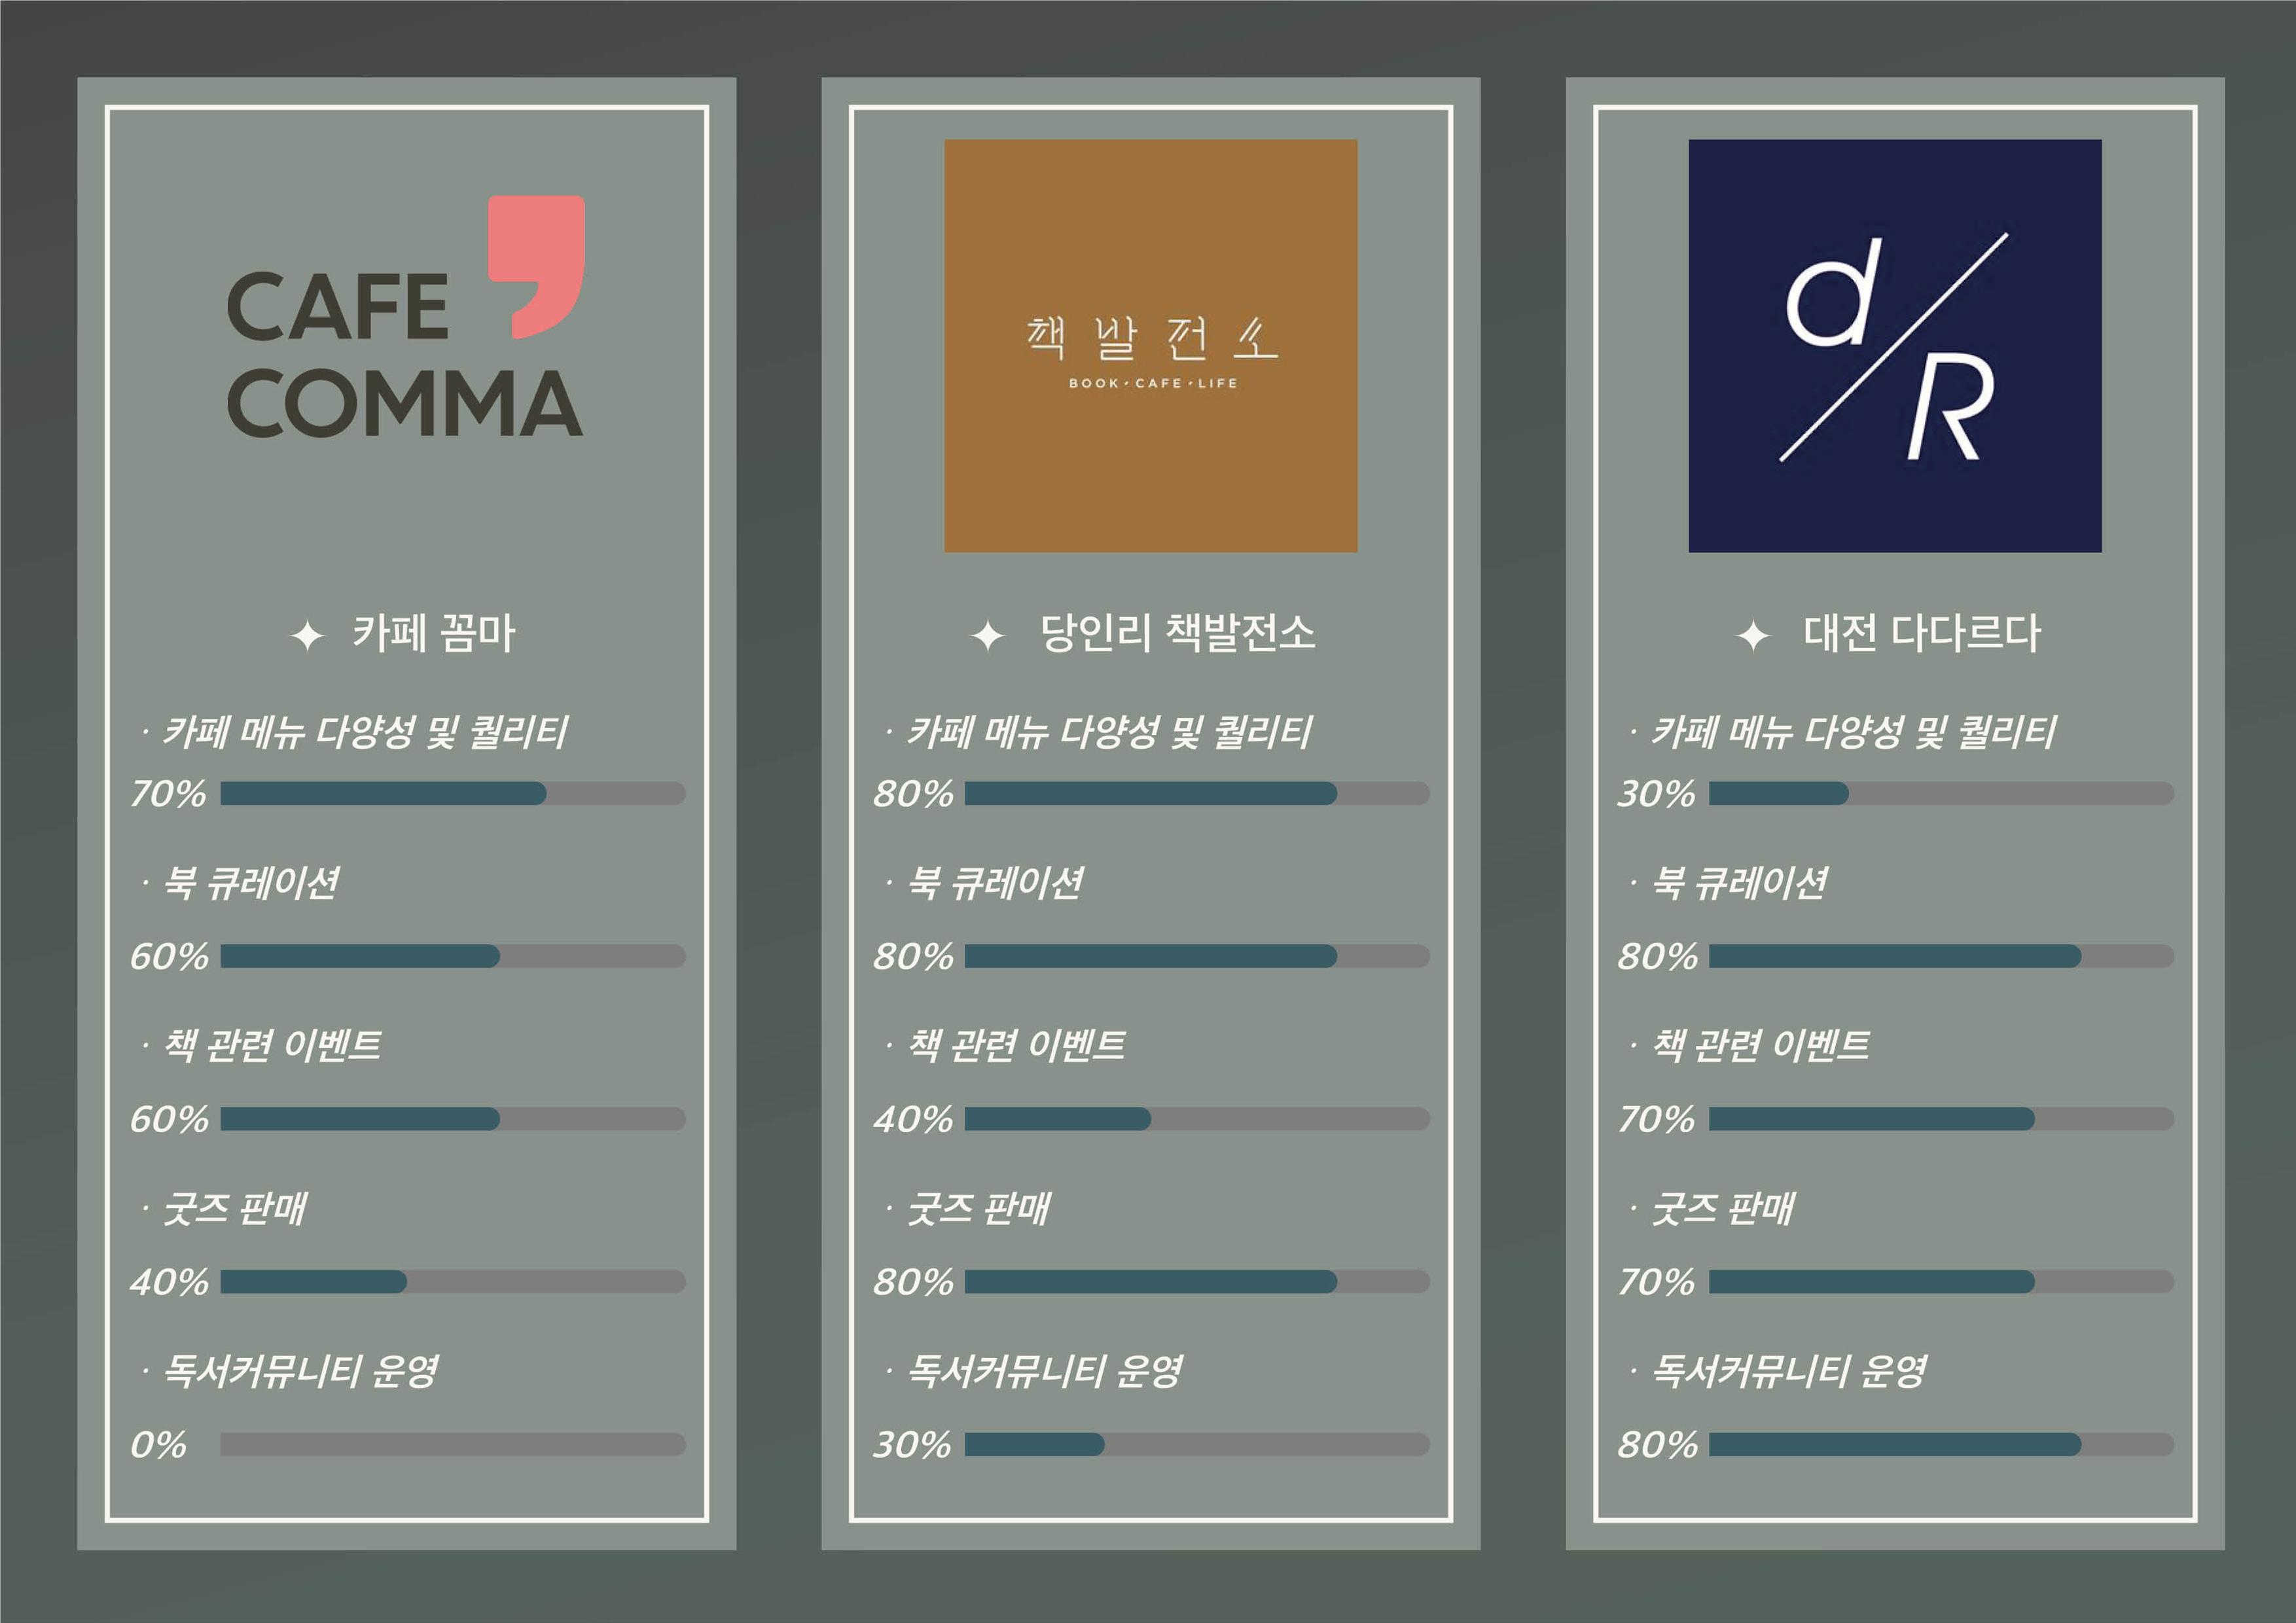 CAFE
COMMA
카페 꼼마
· 카페 메뉴 다양성 및 퀄리티
70%
· 북 큐레이션
60%
· 책 관련 이벤트
60%
· 굿즈 판매
40%
· 독서커뮤니티 운영
0%
책발전소
BOOK · CAFE · LIFE
당인리 책발전소
· 카페 메뉴 다양성 및 퀄리티
80%
· 북 큐레이션
80%
· 책 관련 이벤트
40%
· 굿즈 판매
80%
· 독서커뮤니티 운영
30%
d/R
대전 다다르다
· 카페 메뉴 다양성 및 퀄리티
30%
· 북 큐레이션
80%
· 책 관련 이벤트
70%
· 굿즈 판매
70%
· 독서커뮤니티 운영
80%